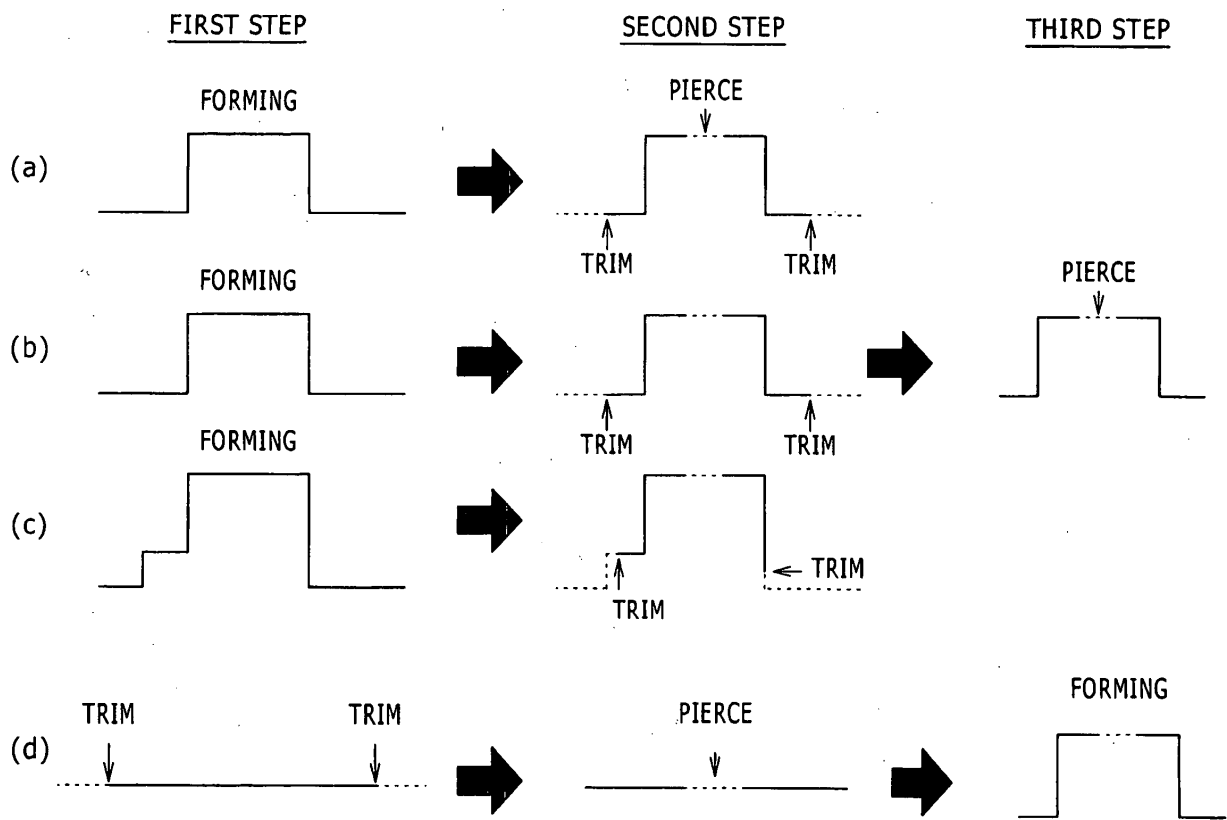 FIRST STEP
SECOND STEP
THIRD STEP
(a)
FORMING
PIERCE
TRIM
TRIM
(b)
FORMING
TRIM
TRIM
PIERCE
(c)
FORMING
TRIM
TRIM
(d)
TRIM
TRIM
PIERCE
FORMING